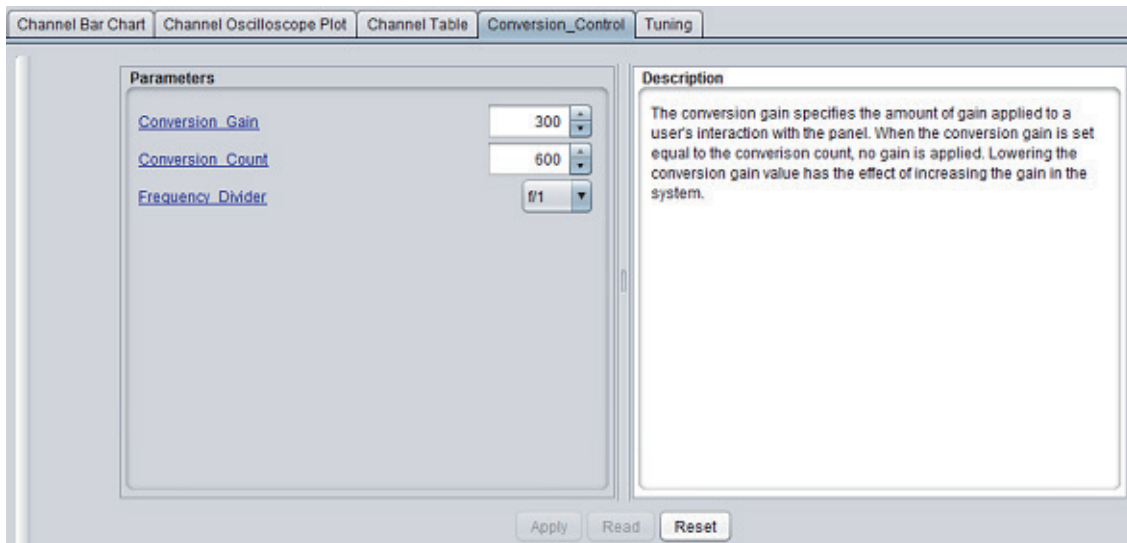 Channel Bar Chart Channel Oscilloscope Plot Channel Table Conversion_Control Tuning
Parameters
Conversion_Gain 300
Conversion_Count 600
Frequency_Divider f/1
Description
The conversion gain specifies the amount of gain applied to a
user's interaction with the panel. When the conversion gain is set
equal to the converison count, no gain is applied. Lowering the
conversion gain value has the effect of increasing the gain in the
system.
Apply Read Reset